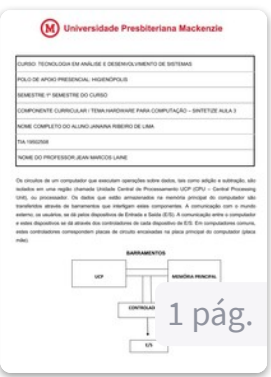 M Universidade Presbiteriana Mackenzie
CURSO: TECNOLOGIA EM ANÁLISE E DESENVOLVIMENTO DE SISTEMAS
POLO DE APOIO PRESENCIAL: HIGIENÓPOLIS
SEMESTRE:1º SEMESTRE DO CURSO
COMPONENTE CURRICULAR / TEMA:HARDWARE PARA COMPUTAÇÃO – SINTETIZE AULA 3
NOME COMPLETO DO ALUNO:JANAINA RIBEIRO DE LIMA
TIA:
NOME DO PROFESSOR:JEAN MARCOS LAINE
Os circuitos de um computador que executam operações sobre dados, tais como adição e subtração, são
isolados em uma região chamada Unidade Central de Processamento UCP (CPU – Central Processing
Unit), ou processador. Os dados que estão armazenados na memória principal do computador são
transferidos através de barramentos que interligam estes componentes. A comunicação com o mundo
externo, os usuários, se dá pelos dispositivos de Entrada e Saída (E/S). A comunicação entre o computador
e estes dispositivos se dá através dos controladores de cada dispositivo de E/S. Em computadores comuns,
estes controladores correspondem placas de circuito encaixadas na placa principal do computador (placa
mãe).
BARRAMENTOS
UCP
MEMÓRIA PRINCIPAL
CONTROLAD
1 pág.
E/S